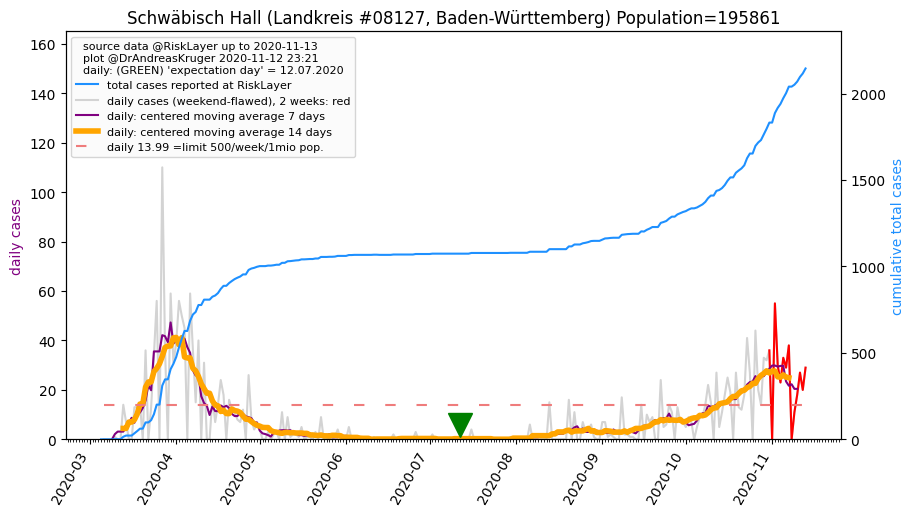 Schwäbisch Hall (Landkreis #08127, Baden-Württemberg) Population=195861
source data @RiskLayer up to 2020-11-13
plot @DrAndreasKruger 2020-11-12 23:21
daily: (GREEN) 'expectation day' = 12.07.2020
total cases reported at RiskLayer
daily cases (weekend-flawed), 2 weeks: red
daily: centered moving average 7 days
daily: centered moving average 14 days
daily 13.99 =limit 500/week/1mio pop.
daily cases
160
140
120
100
80
60
40
20
0
cumulative total cases
2000
1500
1000
500
0
2020-03
2020-04
2020-05
2020-06
2020-07
2020-08
2020-09
2020-10
2020-11